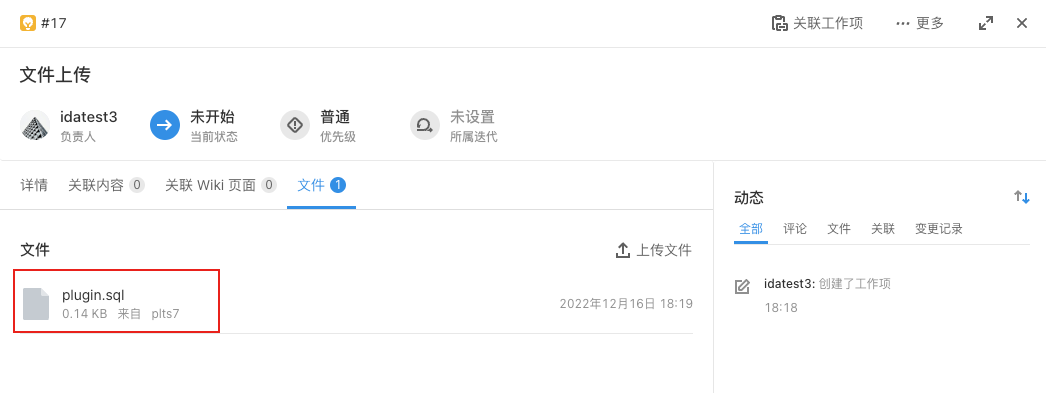 #17
关联工作项
··· 更多
文件上传
idatest3
负责人
未开始
当前状态
普通
优先级
未设置
所属迭代
详情 关联内容 0 关联 Wiki 页面 0 文件 1
文件
上传文件
plugin.sql
0.14 KB 来自 plts7
2022年12月16日 18:19
动态
全部 评论 文件 关联 变更记录
idatest3: 创建了工作项
18:18